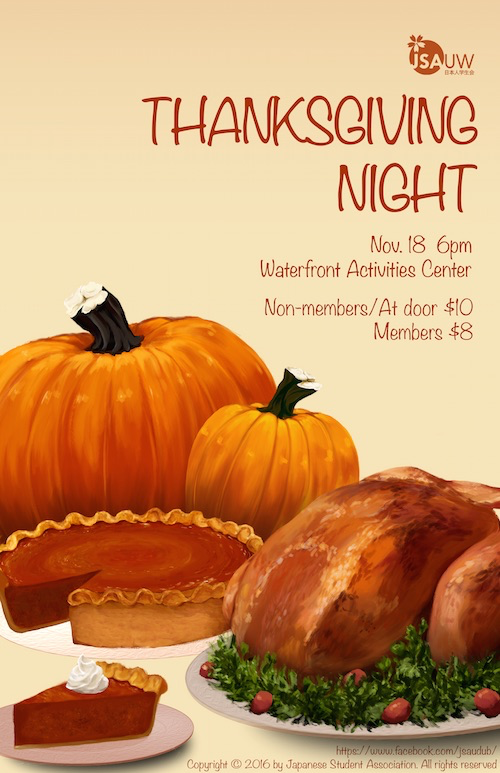 JSAUW
日本人学生会
THANKSGIVING
NIGHT
Nov. 18 6pm
Waterfront Activities Center
Non-members/At door $10
Members $8
https://www.facebook.com/jsaudub/
Copyright © 2016 by Japanese Student Association. All rights reserved